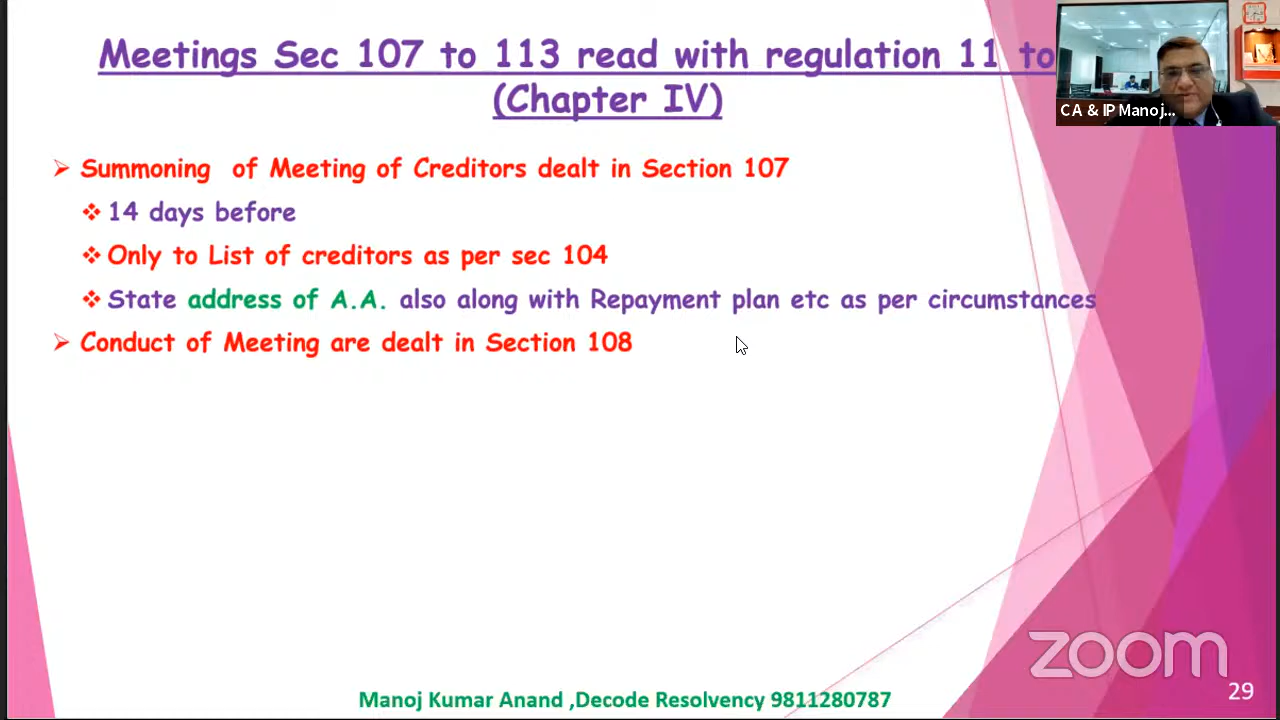 Meetings Sec 107 to 113 read with regulation 11 to
(Chapter IV)
CA & IP Manoj...
Summoning of Meeting of Creditors dealt in Section 107
14 days before
Only to List of creditors as per sec 104
State address of A.A. also along with Repayment plan etc as per circumstances
Conduct of Meeting are dealt in Section 108
zoom
Manoj Kumar Anand ,Decode Resolvency 9811280787
29